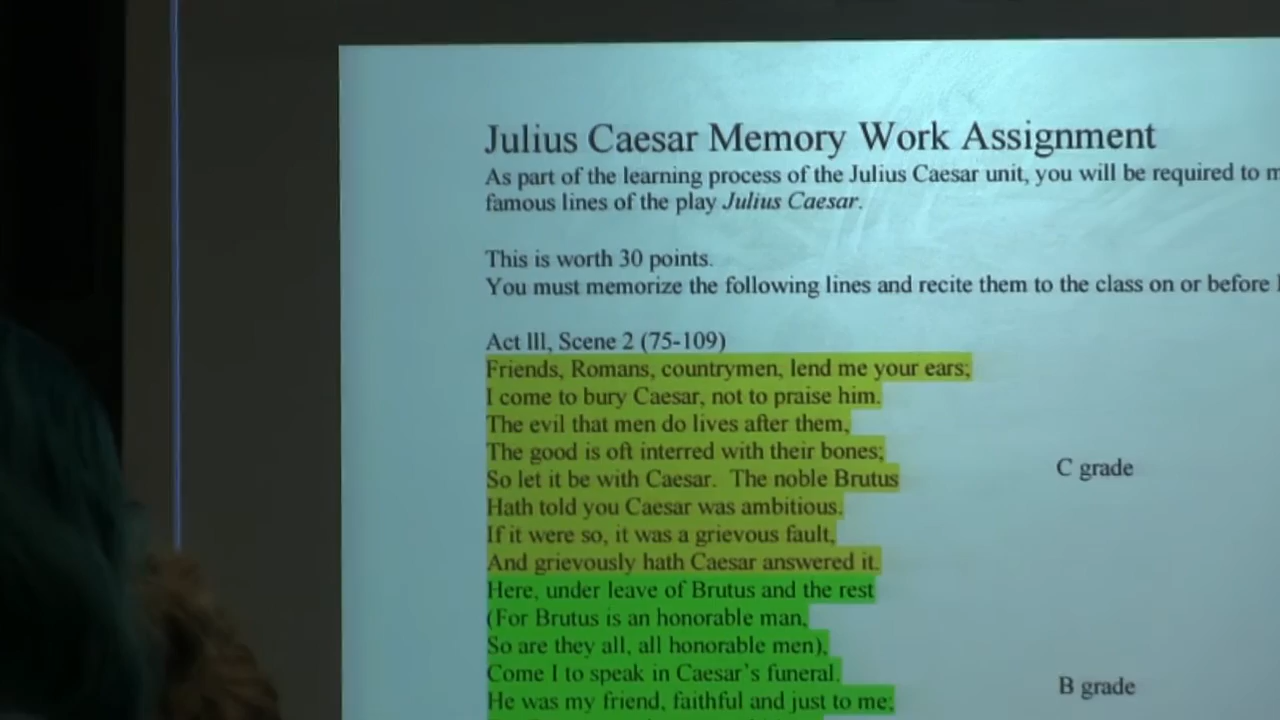 Julius Caesar Memory Work Assignment
As part of the learning process of the Julius Caesar unit, you will be required to
famous lines of the play Julius Caesar.
This is worth 30 points.
You must memorize the following lines and recite them to the class on or before
Act III, Scene 2 (75-109)
Friends, Romans, countrymen, lend me your ears;
I come to bury Caesar, not to praise him.
The evil that men do lives after them,
The good is oft interred with their bones;
So let it be with Caesar. The noble Brutus
C grade
Hath told you Caesar was ambitious.
If it were so, it was a grievous fault,
And grievously hath Caesar answered it.
Here, under leave of Brutus and the rest
(For Brutus is an honorable man,
So are they all, all honorable men),
Come I to speak in Caesar's funeral.
B grade
He was my friend, faithful and just to me;